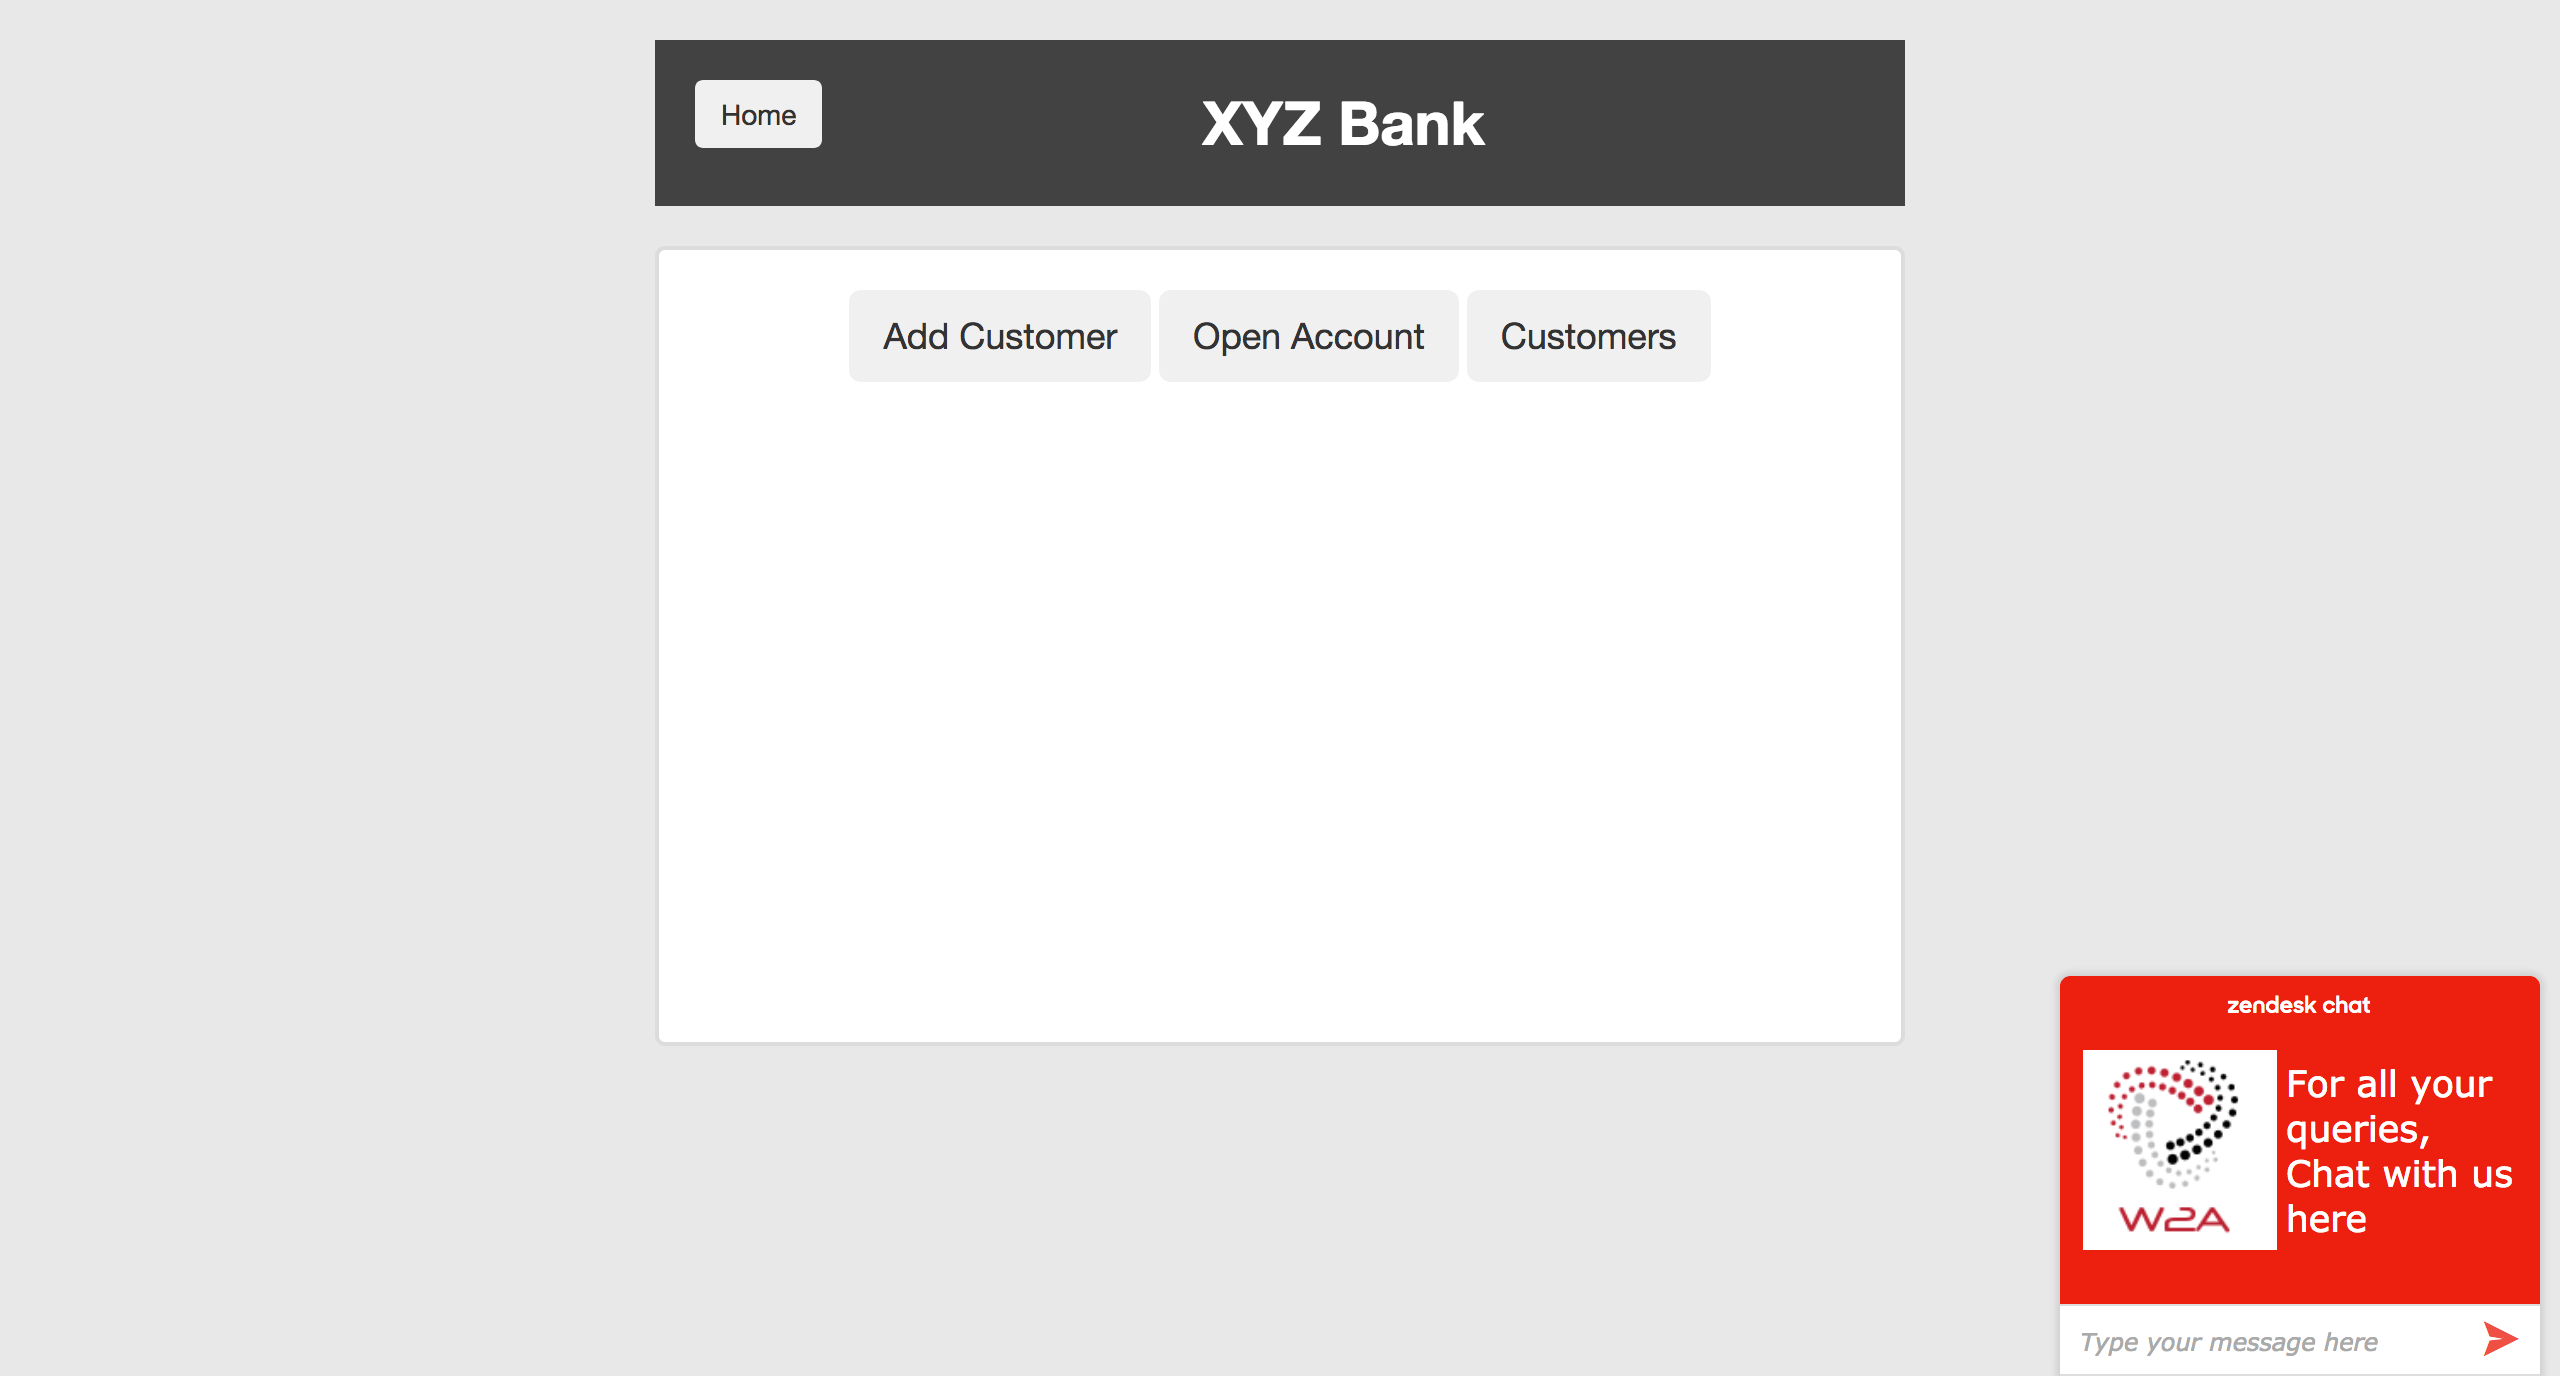 Home
XYZ Bank
Add Customer
Open Account
Customers
zendesk chat
For all your
queries,
Chat with us
here
W2A
Type your message here